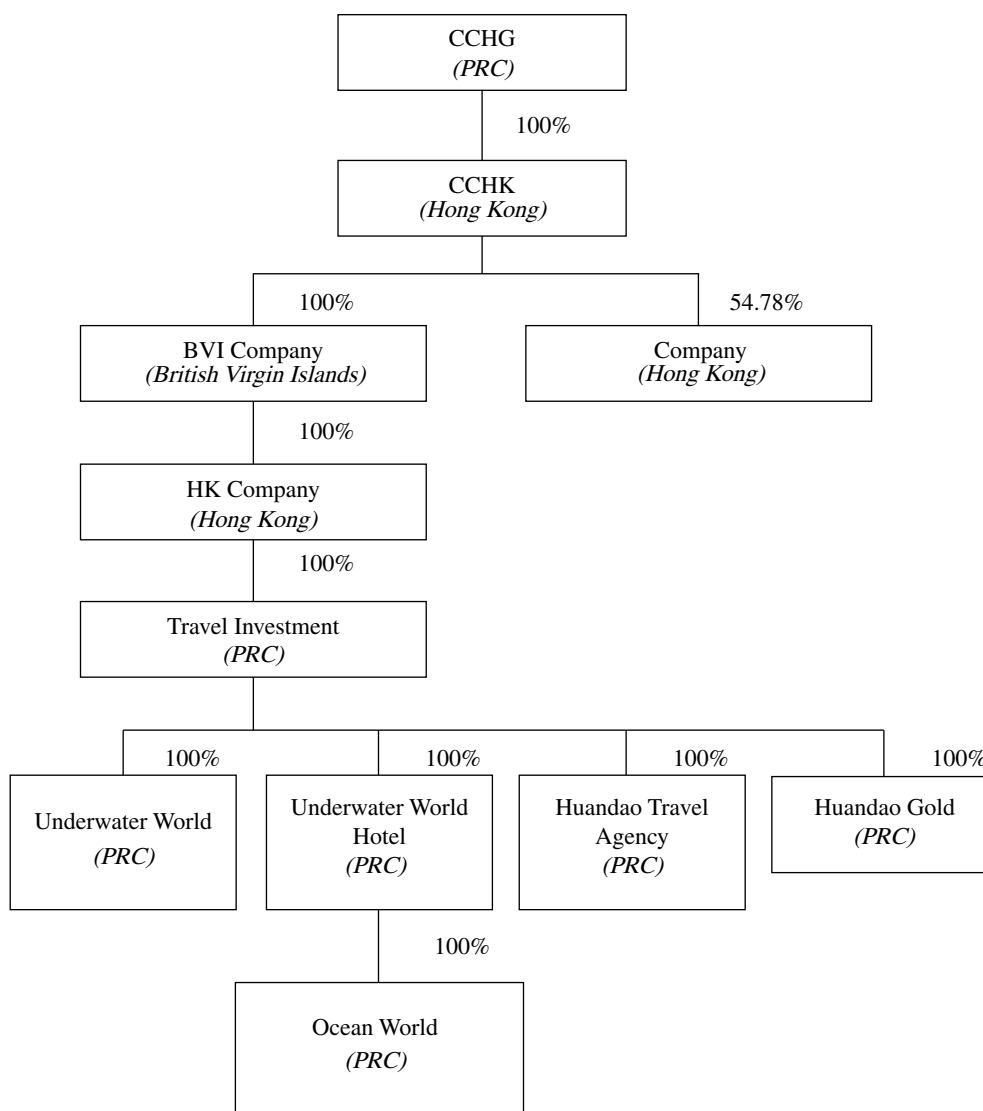 CCHG
(PRC)
100%
CCHK
(Hong Kong)
100%
54.78%
BVI Company
(British Virgin Islands)
Company
(Hong Kong)
100%
HK Company
(Hong Kong)
100%
Travel Investment
(PRC)
100%
100%
100%
100%
Underwater World
(PRC)
Underwater World
Hotel
(PRC)
Huandao Travel
Agency
(PRC)
Huandao Gold
(PRC)
100%
Ocean World
(PRC)